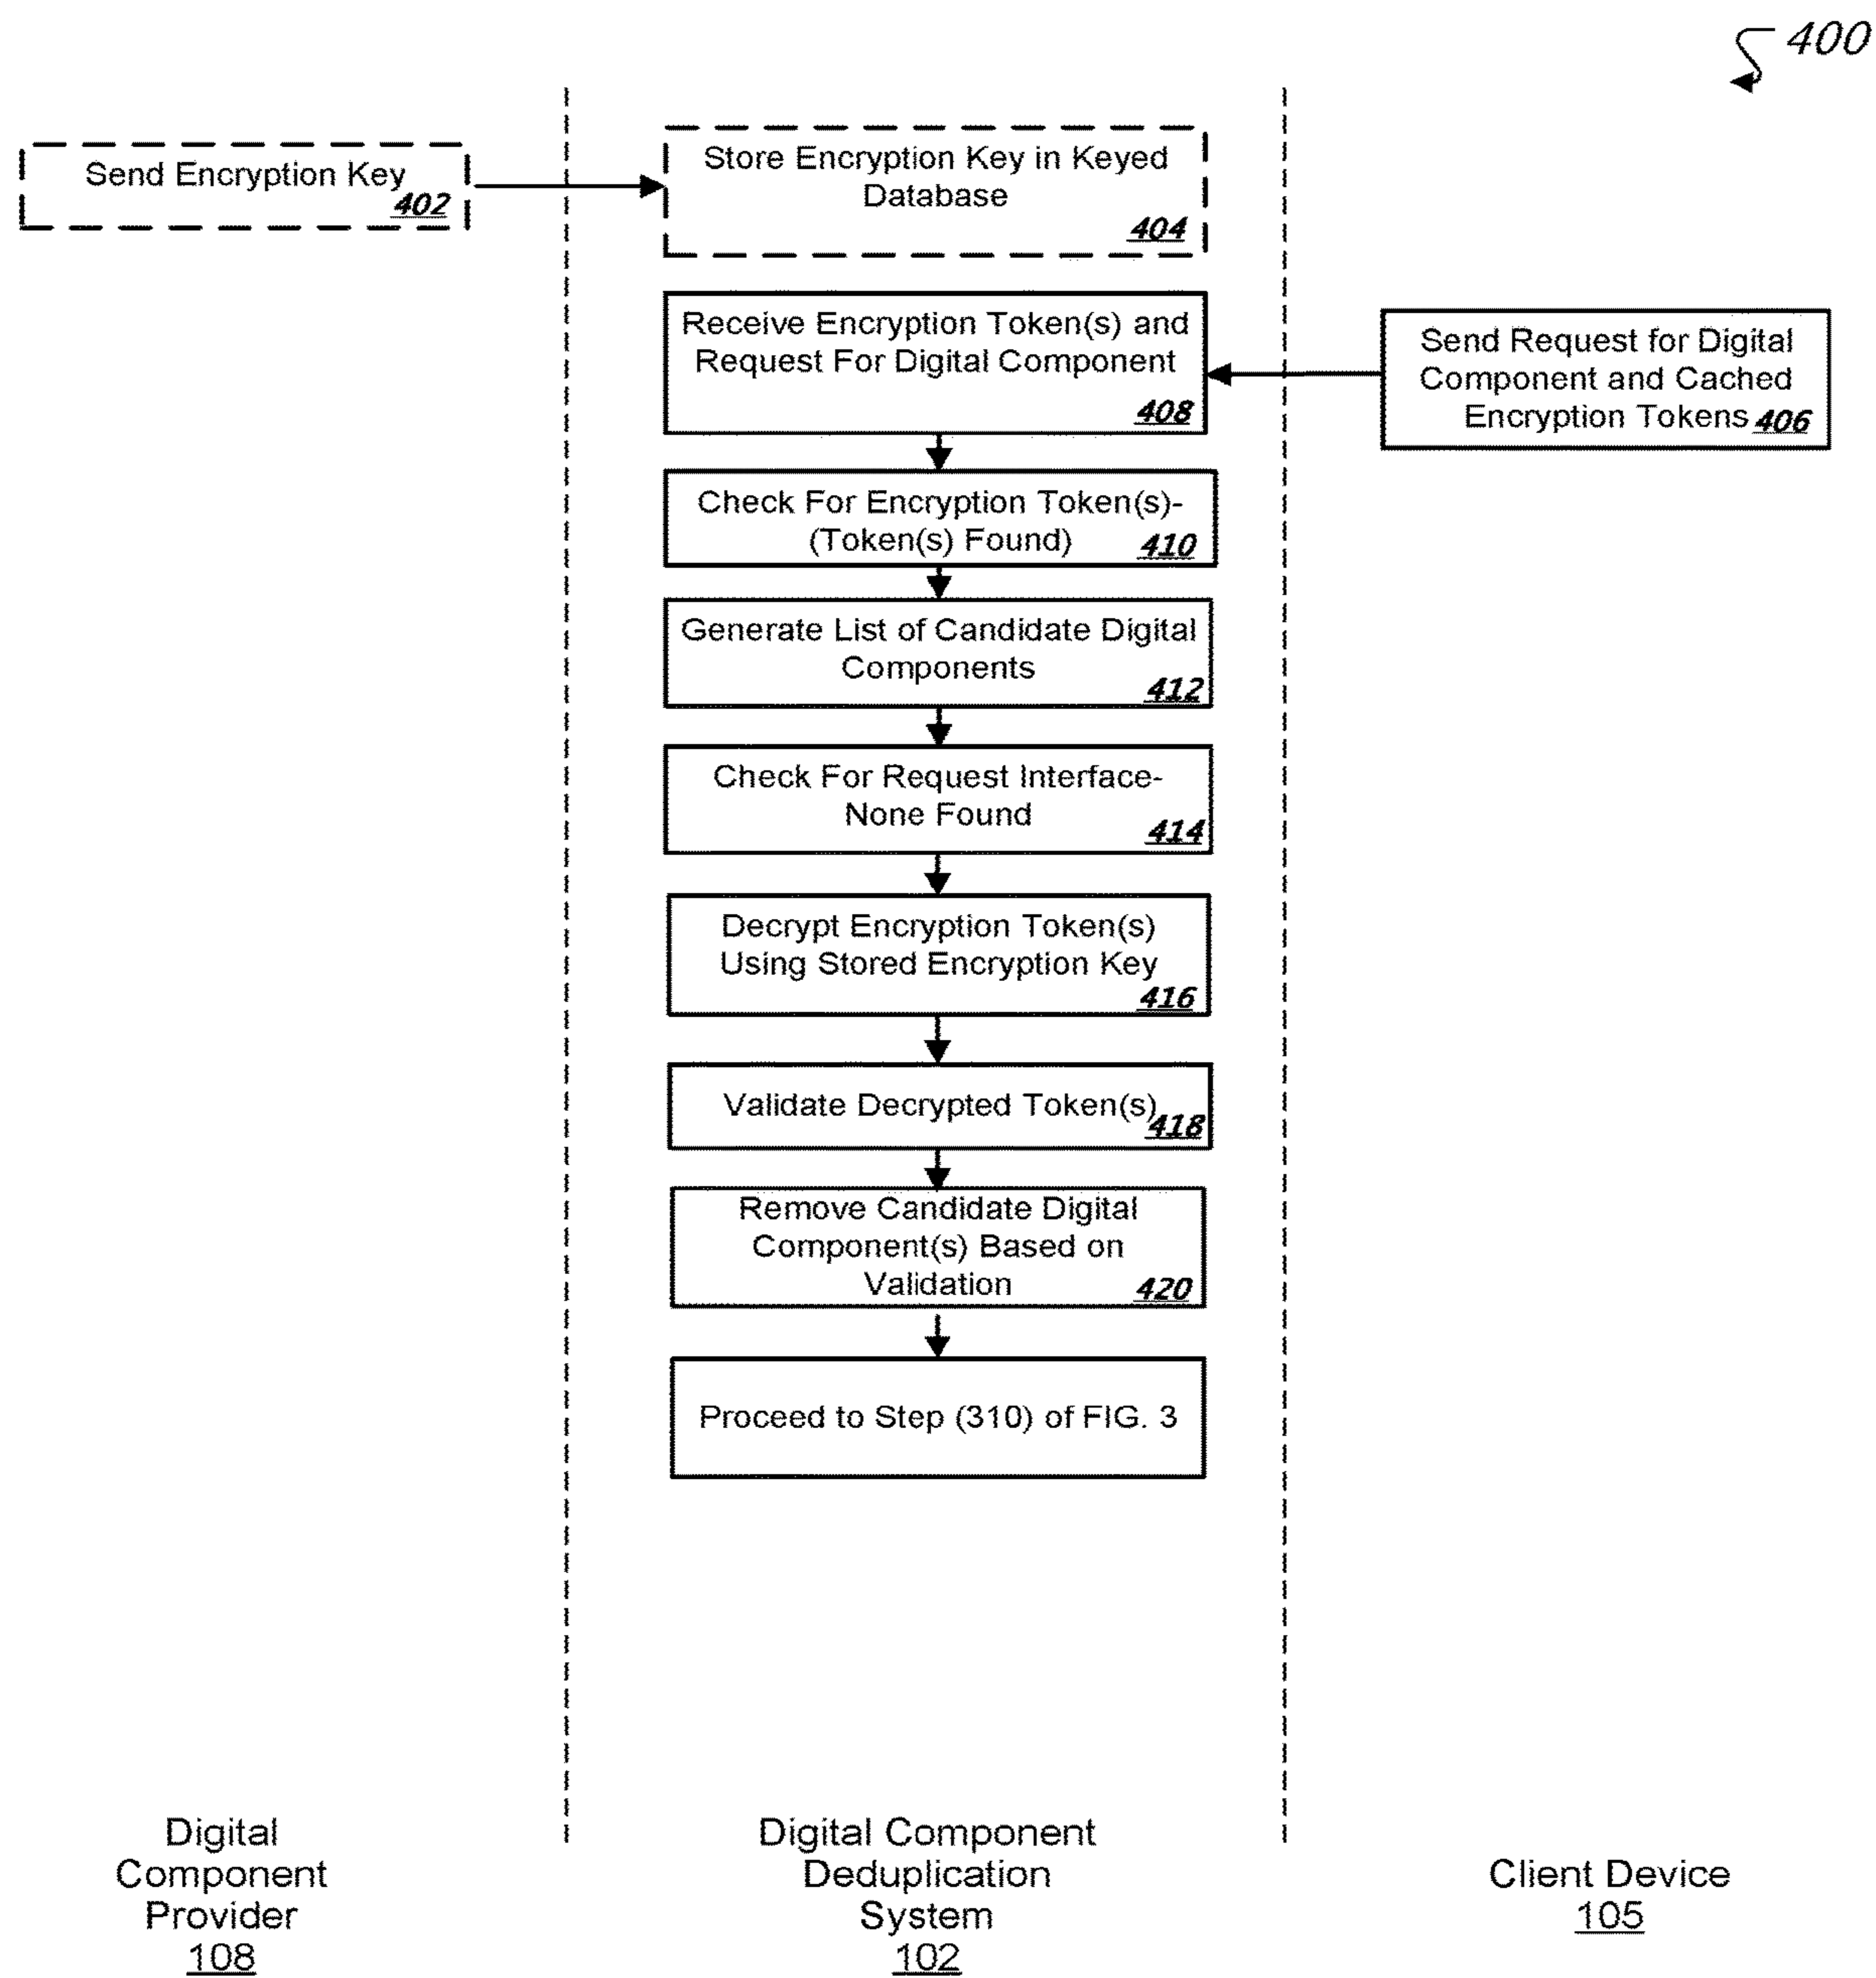 400
Send Encryption Key
402
Store Encryption Key in Keyed
Database
404
Receive Encryption Token(s) and
Request For Digital Component
408
Send Request for Digital
Component and Cached
Encryption Tokens 406
Check For Encryption Token(s)-
(Token(s) Found)
410
Generate List of Candidate Digital
Components
412
Check For Request Interface-
None Found
414
Decrypt Encryption Token(s)
Using Stored Encryption Key
416
Validate Decrypted Token(s)
418
Remove Candidate Digital
Component(s) Based on
Validation
420
Proceed to Step (310) of FIG. 3
Digital
Component
Provider
108
Digital Component
Deduplication
System
102
Client Device
105